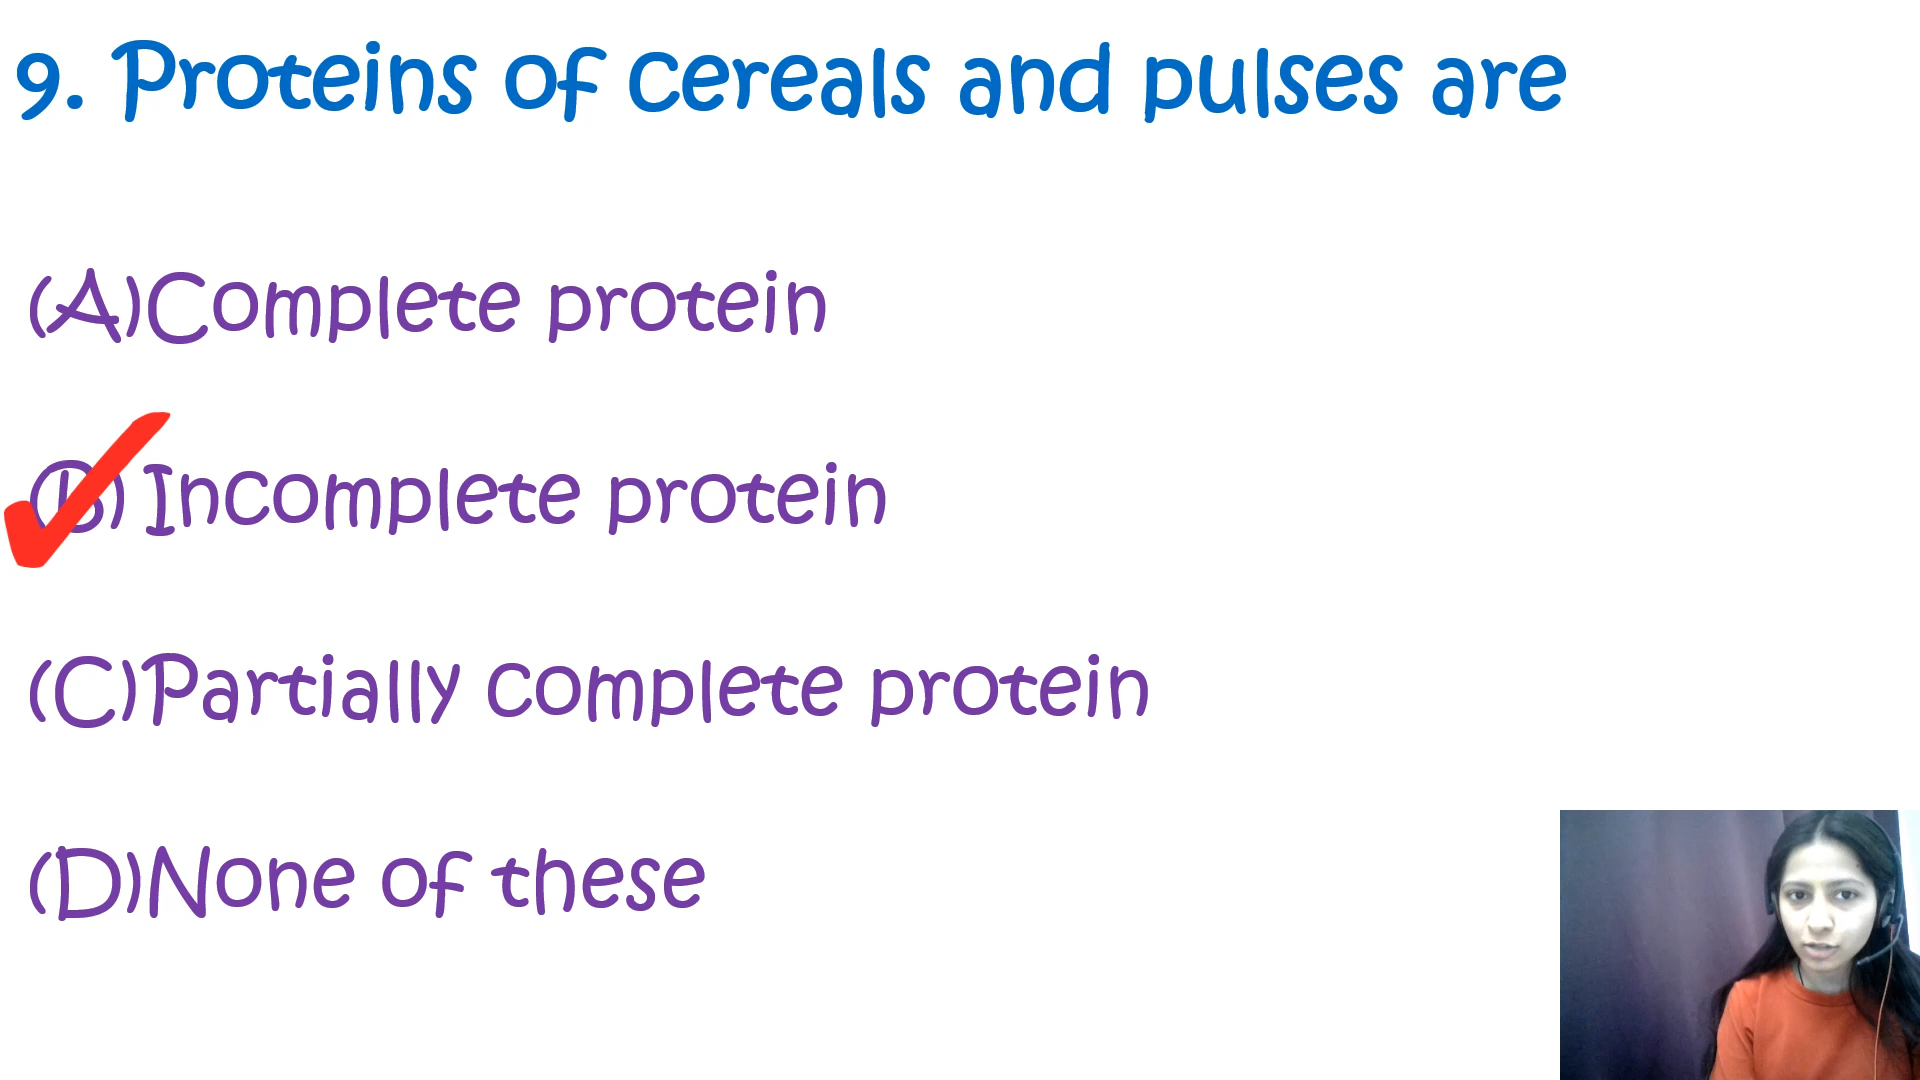 9. Proteins of cereals and pulses are
(A)Complete protein
(B) Incomplete protein
(C)Partially complete protein
(D)None of these